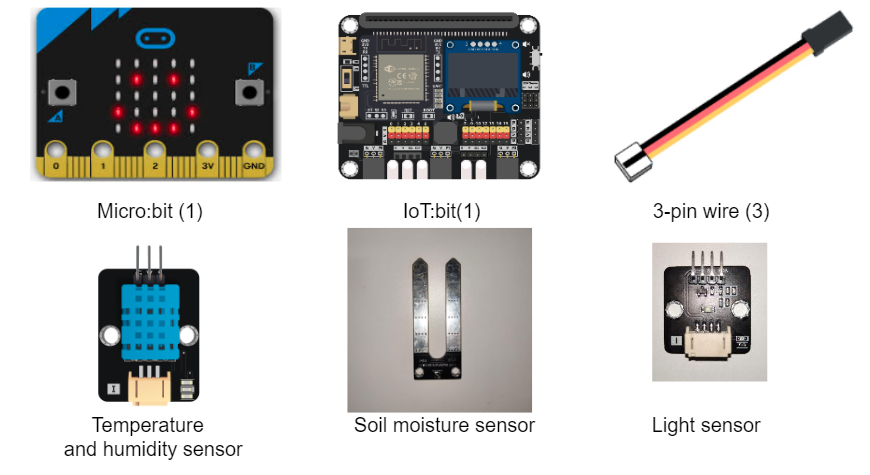 0 1 2 3V GND
Micro:bit (1)
IoT:bit(1)
3-pin wire (3)
Temperature
and humidity sensor
Soil moisture sensor
Light sensor